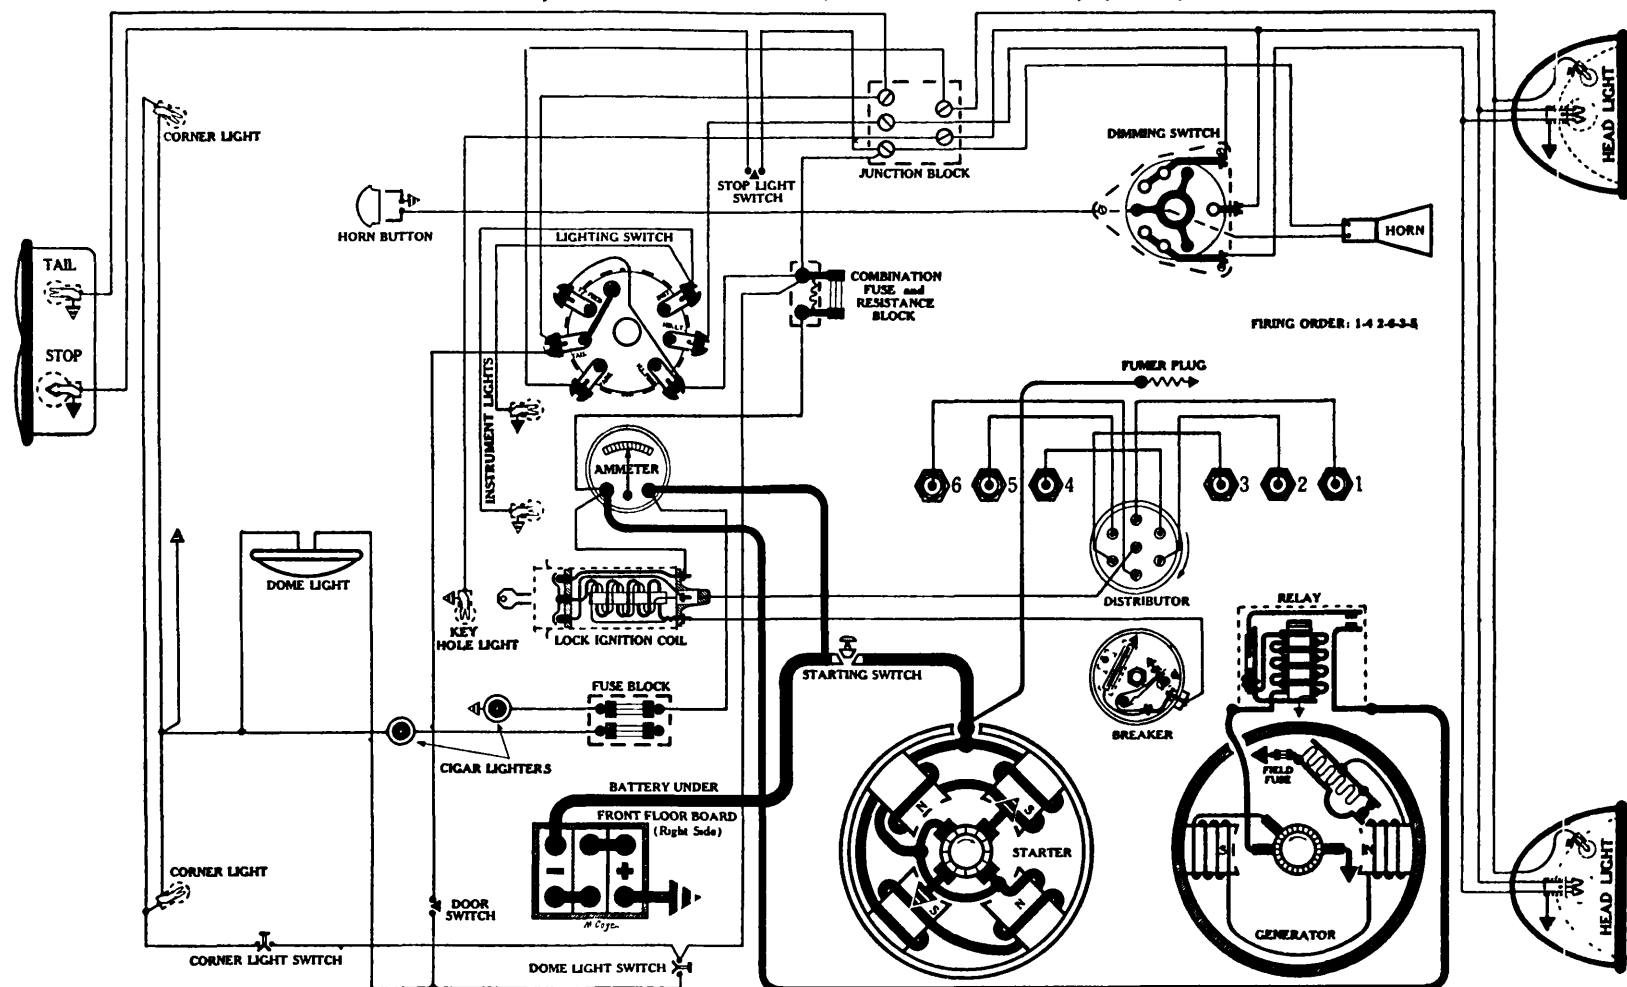 CORNER LIGHT
HORN BUTTON
TAIL
STOP
LIGHTING SWITCH
STOP LIGHT
SWITCH
JUNCTION BLOCK
DIMMING SWITCH
HEAD LIGHT
HORN
COMBINATION
FUSE and
RESISTANCE
BLOCK
TAIL
FIRING ORDER: 1-4 2-6-3-5
INSTRUMENT LIGHTS
FUMER PLUG
AMMETER
6
5
4
3
2
1
DOME LIGHT
KEY
HOLE LIGHT
LOCK IGNITION COIL
DISTRIBUTOR
RELAY
STARTING SWITCH
BREAKER
FUSE BLOCK
CIGAR LIGHTERS
BATTERY UNDER
FRONT FLOOR BOARD
(Right Side)
FIELD
FUSE
N
S
STARTER
S
N
S
N
GENERATOR
- +
CORNER LIGHT
DOOR
SWITCH
CORNER LIGHT SWITCH
DOME LIGHT SWITCH
HEAD LIGHT